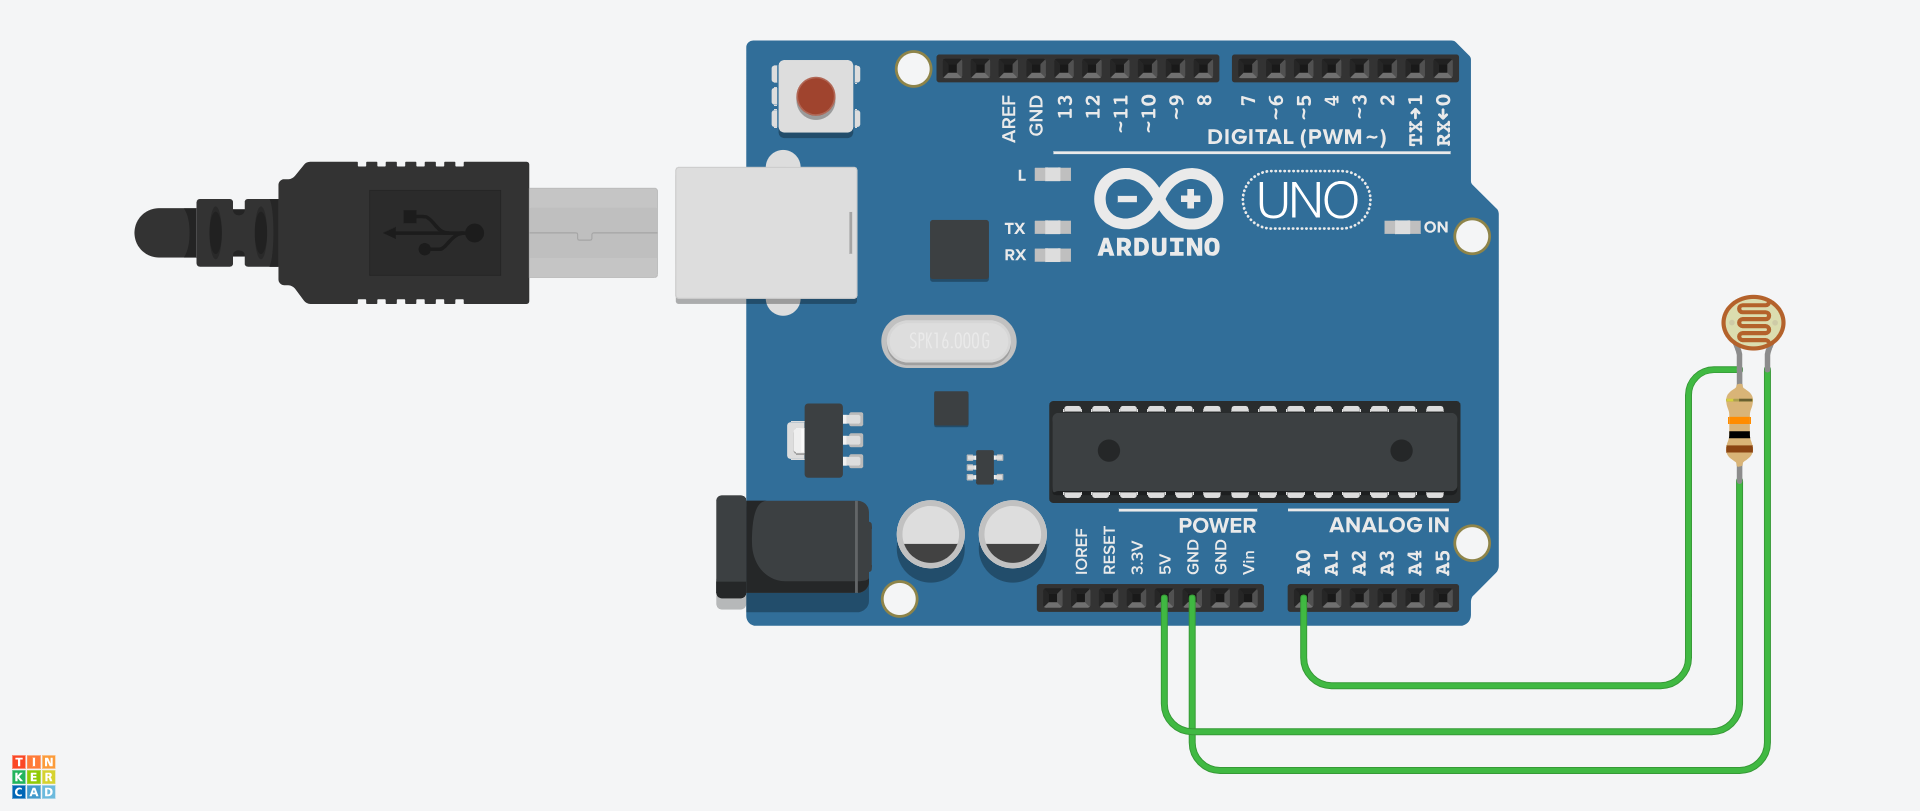 AREF
GND
13
12
~11
~10
~9
8
7
~6
~5
4
~3
2
TX→1
RX←0
DIGITAL (PWM~)
L
TX
RX
ARDUINO
UNO
ON
SPK16.000G
POWER
ANALOG IN
IOREF
RESET
3.3V
5V
GND
GND
Vin
A0
A1
A2
A3
A4
A5
TIN
KER
CAD